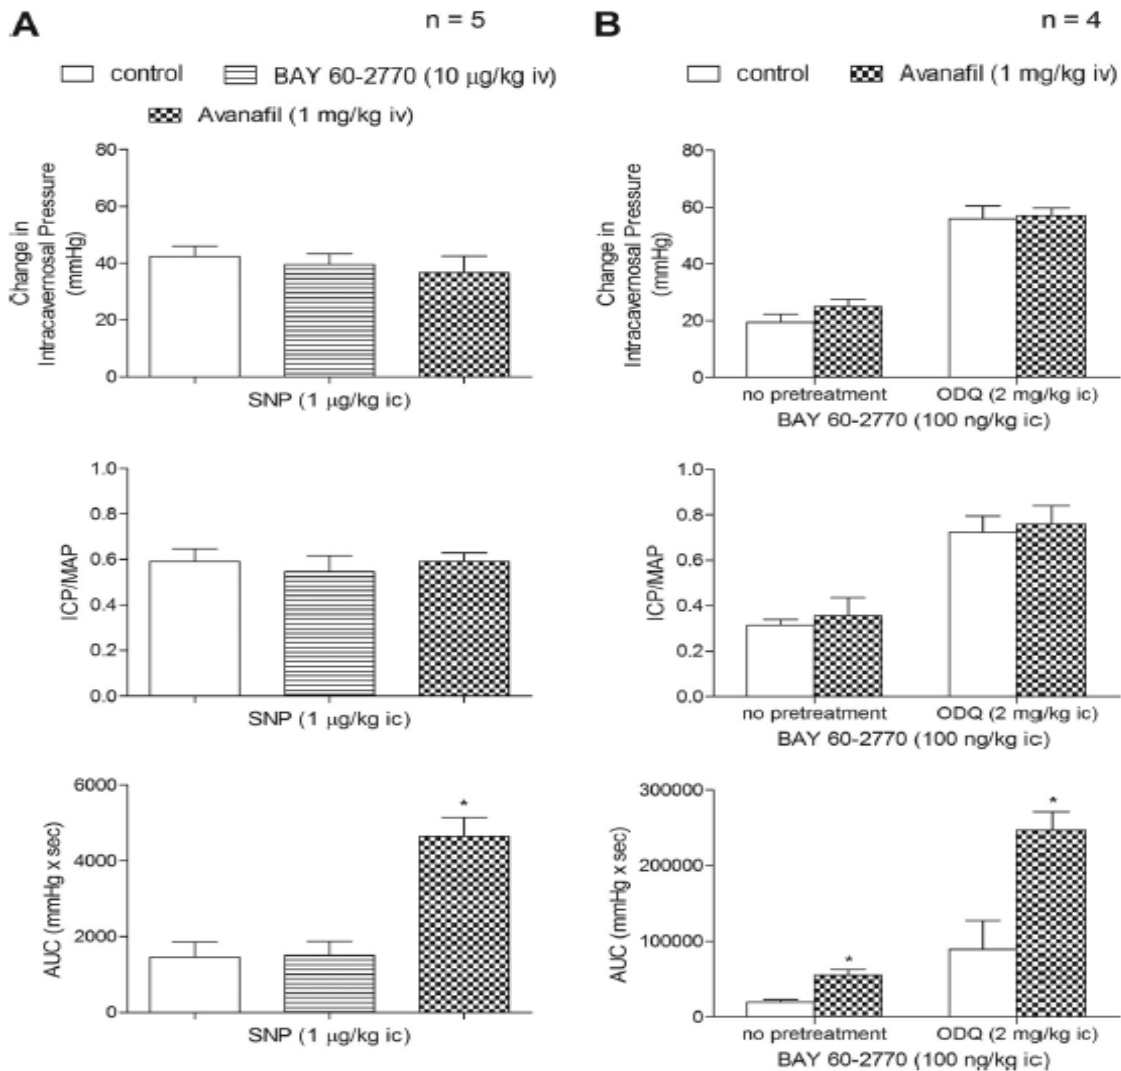 A
n = 5
control
BAY 60-2770 (10 µg/kg iv)
Avanafil (1 mg/kg iv)
Change in
Intracavernosal Pressure
(mmHg)
80
60
40
20
0
SNP (1 µg/kg ic)
ICP/MAP
1.0
0.8
0.6
0.4
0.2
0.0
SNP (1 µg/kg ic)
AUC (mmHg x sec)
6000
4000
2000
0
*
SNP (1 µg/kg ic)
B
n = 4
control
Avanafil (1 mg/kg iv)
Change in
Intracavernosal Pressure
(mmHg)
80
60
40
20
0
no pretreatment
ODQ (2 mg/kg ic)
BAY 60-2770 (100 ng/kg ic)
ICP/MAP
1.0
0.8
0.6
0.4
0.2
0.0
no pretreatment
ODQ (2 mg/kg ic)
BAY 60-2770 (100 ng/kg ic)
AUC (mmHg x sec)
300000
200000
100000
0
*
*
no pretreatment
ODQ (2 mg/kg ic)
BAY 60-2770 (100 ng/kg ic)